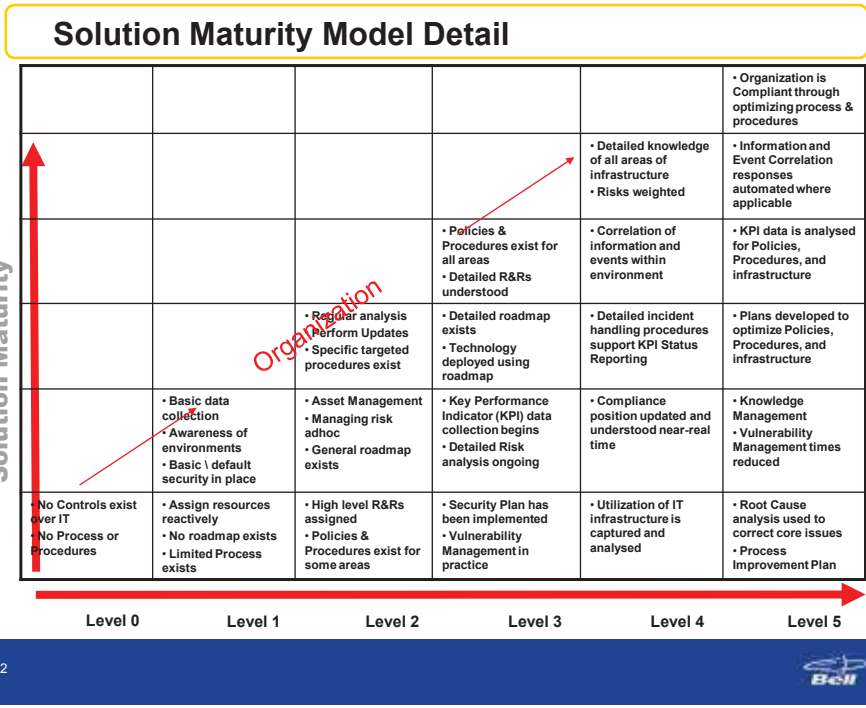 Solution Maturity Model Detail
• Organization is
Compliant through
optimizing process &
procedures
• Detailed knowledge
of all areas of
infrastructure
• Risks weighted
• Information and
Event Correlation
responses
automated where
applicable
• Policies &
Procedures exist for
all areas
• Detailed R&Rs
understood
• Correlation of
information and
events within
environment
• KPI data is analysed
for Policies,
Procedures, and
infrastructure
• Regular analysis
• Perform Updates
• Specific targeted
procedures exist
• Detailed roadmap
exists
• Technology
deployed using
roadmap
• Detailed incident
handling procedures
support KPI Status
Reporting
• Plans developed to
optimize Policies,
Procedures, and
infrastructure
• Basic data
collection
• Awareness of
environments
• Basic \ default
security in place
• Asset Management
• Managing risk
adhoc
• General roadmap
exists
• Key Performance
Indicator (KPI) data
collection begins
• Detailed Risk
analysis ongoing
• Compliance
position updated and
understood near-real
time
• Knowledge
Management
• Vulnerability
Management times
reduced
• No Controls exist
over IT
• No Process or
Procedures
• Assign resources
reactively
• No roadmap exists
• Limited Process
exists
• High level R&Rs
assigned
• Policies &
Procedures exist for
some areas
• Security Plan has
been implemented
• Vulnerability
Management in
practice
• Utilization of IT
infrastructure is
captured and
analysed
• Root Cause
analysis used to
correct core issues
• Process
Improvement Plan
Organization
Solution Maturity
Level 0
Level 1
Level 2
Level 3
Level 4
Level 5
2
Bell